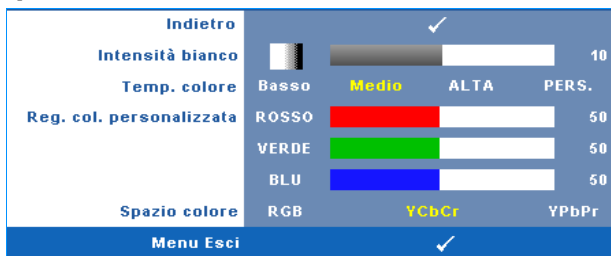 Indietro
Intensità bianco 10
Temp. colore Basso Medio ALTA PERS.
Reg. col. personalizzata ROSSO 50
VERDE 50
BLU 50
Spazio colore RGB YCbCr YPbPr
Menu Esci